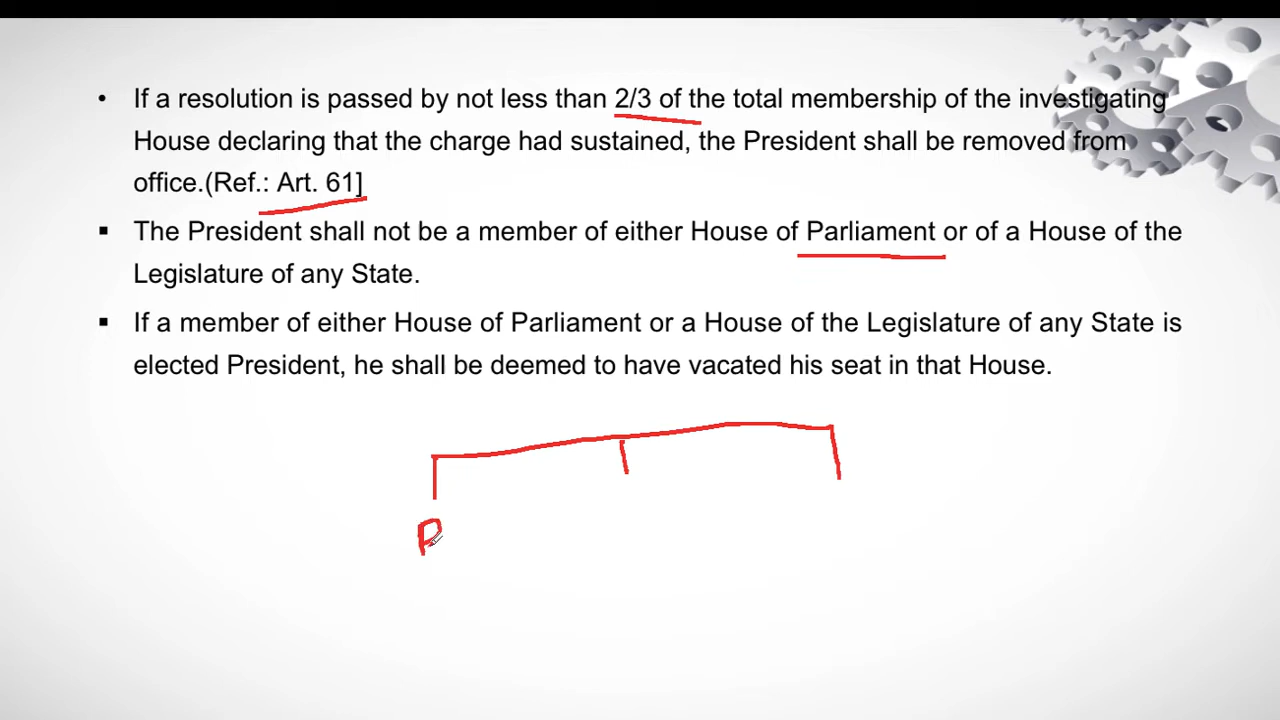 • If a resolution is passed by not less than 2/3 of the total membership of the investigating
House declaring that the charge had sustained, the President shall be removed from
office.(Ref.: Art. 61]
▪ The President shall not be a member of either House of Parliament or of a House of the
Legislature of any State.
▪ If a member of either House of Parliament or a House of the Legislature of any State is
elected President, he shall be deemed to have vacated his seat in that House.
P